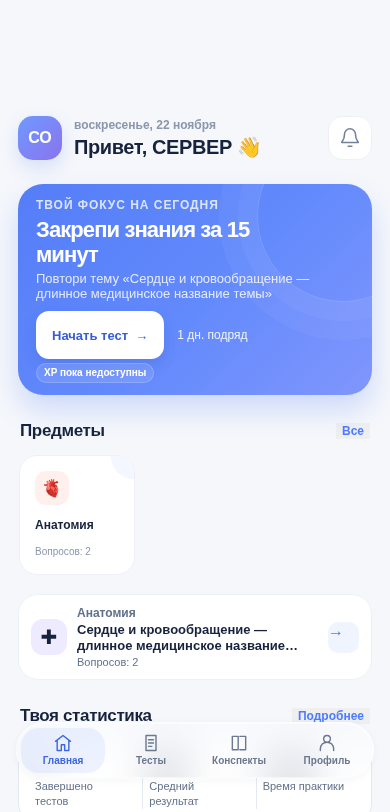 СО
воскресенье, 22 ноября
Привет, СЕРВЕР 👋
ТВОЙ ФОКУС НА СЕГОДНЯ
Закрепи знания за 15
минут
Повтори тему «Сердце и кровообращение —
длинное медицинское название темы»
Начать тест →
1 дн. подряд
XP пока недоступны
Предметы
Все
Анатомия
Вопросов: 2
Анатомия
Сердце и кровообращение —
длинное медицинское название…
Вопросов: 2
→
Твоя статистика
Подробнее
Главная
Тесты
Конспекты
Профиль
Завершено
тестов
Средний
результат
Время практики